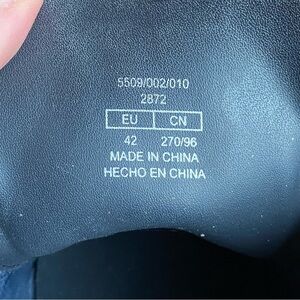 5509/002/010
2872
EU CN
42 270/96
MADE IN CHINA
HECHO EN CHINA